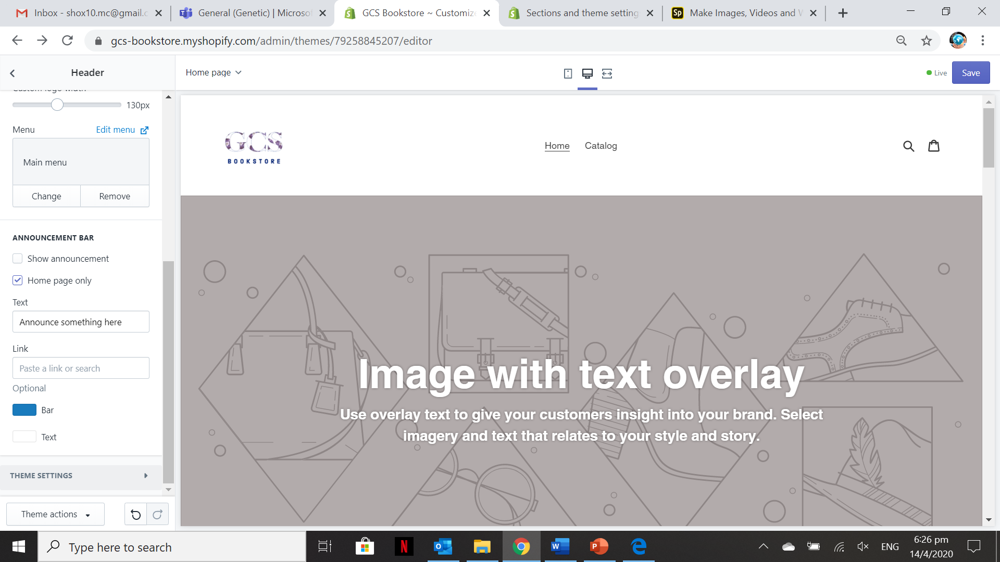 Inbox - shox10.mc@gmail.c
General (Genetic) | Microsof
GCS Bookstore ~ Customize
Sections and theme setting
Make Images, Videos and W
gcs-bookstore.myshopify.com/admin/themes/79258845207/editor
Header
Home page
Live
Save
Custom logo width
130px
Menu
Edit menu
Main menu
Change
Remove
ANNOUNCEMENT BAR
Show announcement
Home page only
Text
Announce something here
Link
Paste a link or search
Optional
Bar
Text
THEME SETTINGS
Theme actions
GCS
BOOKSTORE
Home
Catalog
Image with text overlay
Use overlay text to give your customers insight into your brand. Select
imagery and text that relates to your style and story.
Type here to search
ENG
6:26 pm
14/4/2020